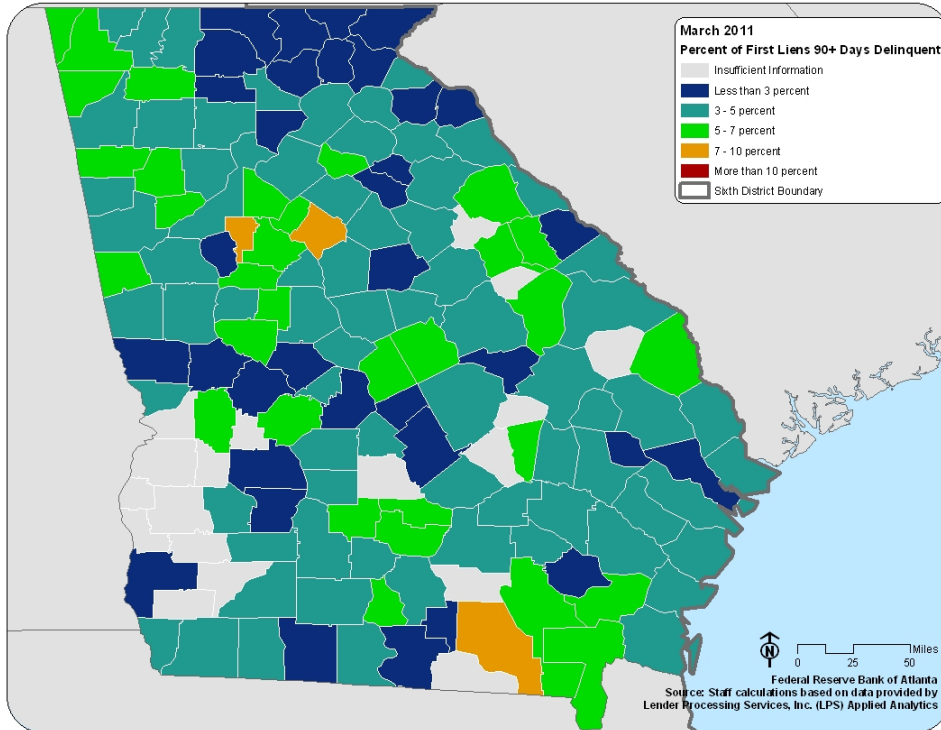 March 2011
Percent of First Liens 90+ Days Delinquent
Insufficient Information
Less than 3 percent
3 - 5 percent
5 - 7 percent
7 - 10 percent
More than 10 percent
Sixth District Boundary
N
Miles
0 25 50
Federal Reserve Bank of Atlanta
Source: Staff calculations based on data provided by
Lender Processing Services, Inc. (LPS) Applied Analytics